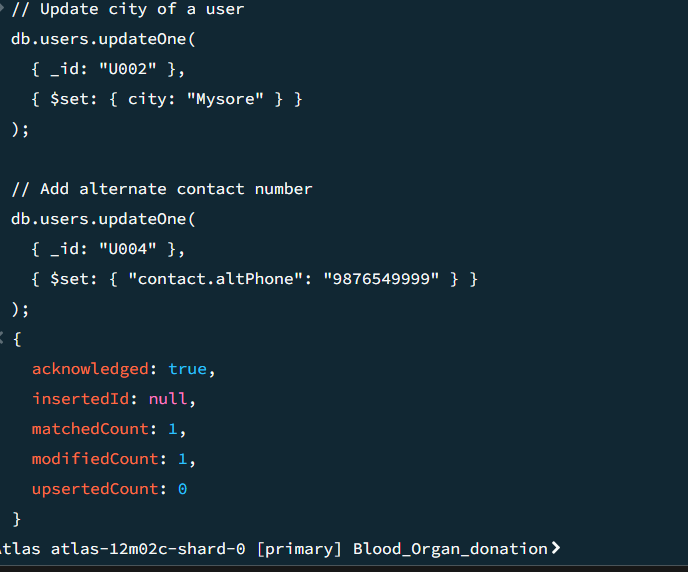 // Update city of a user
db.users.updateOne(
  { _id: "U002" },
  { $set: { city: "Mysore" } }
);

// Add alternate contact number
db.users.updateOne(
  { _id: "U004" },
  { $set: { "contact.altPhone": "9876549999" } }
);
{
  acknowledged: true,
  insertedId: null,
  matchedCount: 1,
  modifiedCount: 1,
  upsertedCount: 0
}
tlas atlas-12m02c-shard-0 [primary] Blood_Organ_donation>